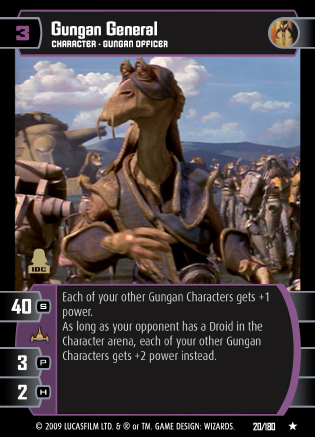 3
Gungan General
CHARACTER • GUNGAN OFFICER
IDC
40 S
Each of your other Gungan Characters gets +1
power.
As long as your opponent has a Droid in the
Character arena, each of your other Gungan
Characters gets +2 power instead.
3 P
2 H
© 2009 LUCASFILM LTD. & ® or TM. GAME DESIGN: WIZARDS. 20/180